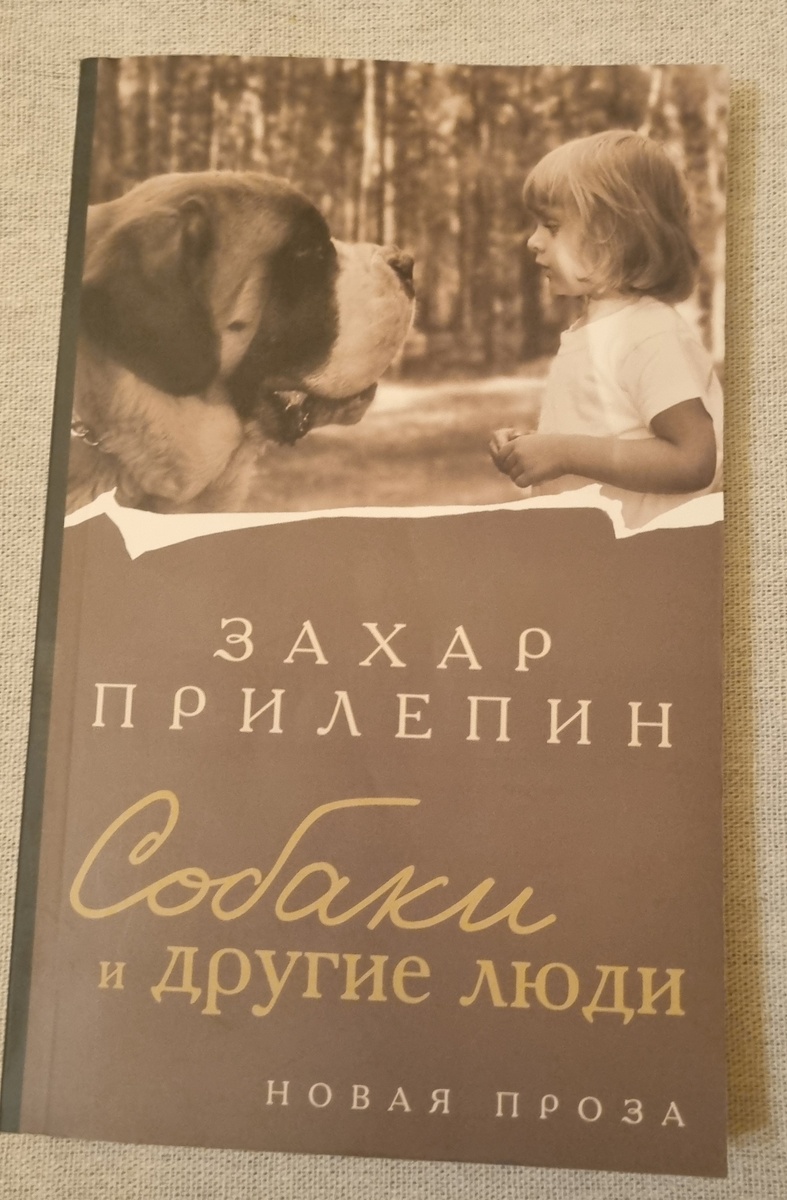 ЗАХАР
ПРИЛЕПИН
Собаки
и другие люди
НОВАЯ ПРОЗА